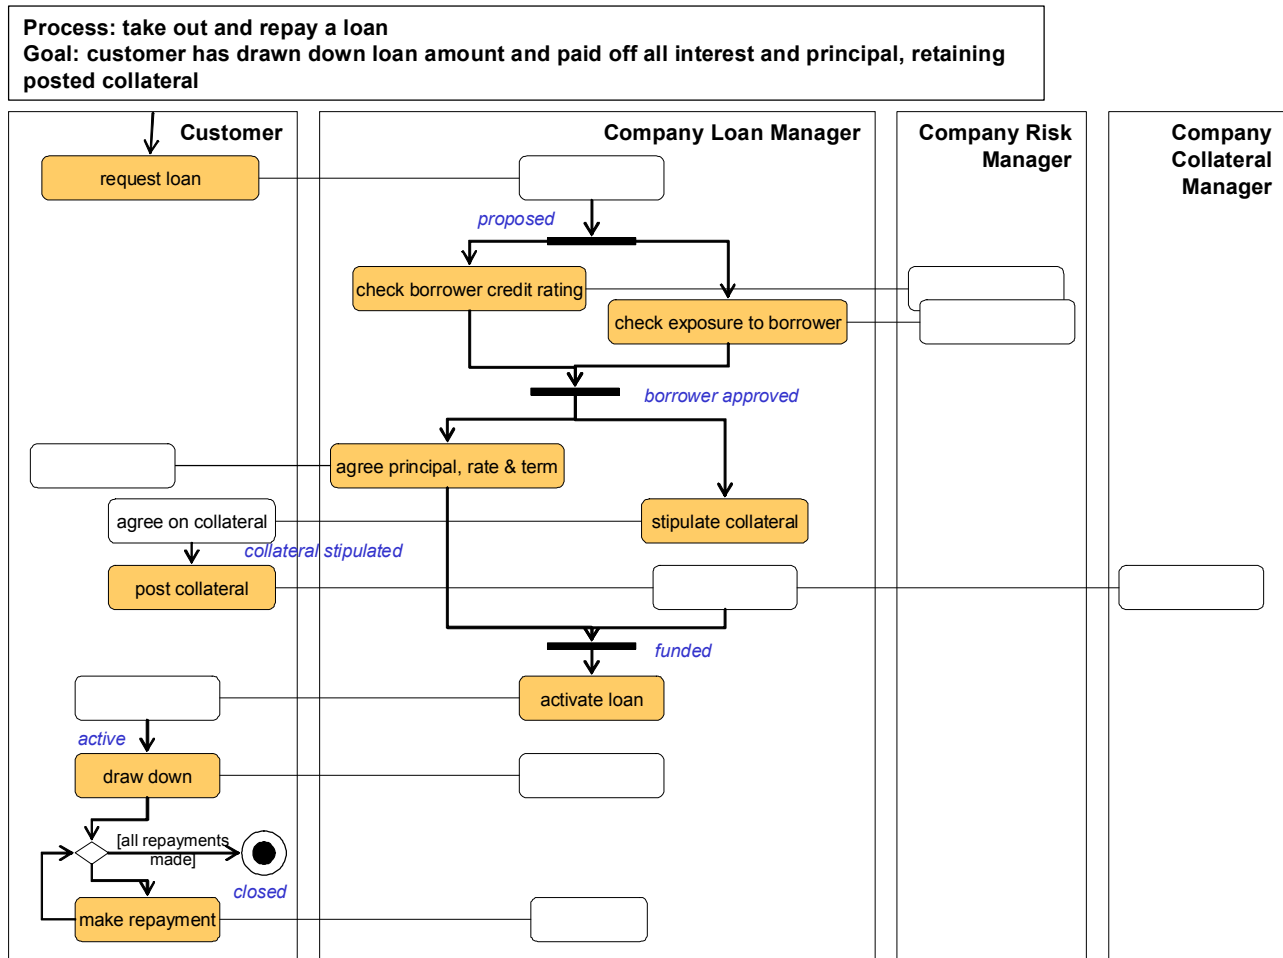 Process: take out and repay a loan
Goal: customer has drawn down loan amount and paid off all interest and principal, retaining
posted collateral
Customer
Company Loan Manager
Company Risk
Manager
Company
Collateral
Manager
request loan
proposed
check borrower credit rating
check exposure to borrower
borrower approved
agree principal, rate & term
agree on collateral
stipulate collateral
collateral stipulated
post collateral
funded
activate loan
active
draw down
[all repayments
made]
closed
make repayment